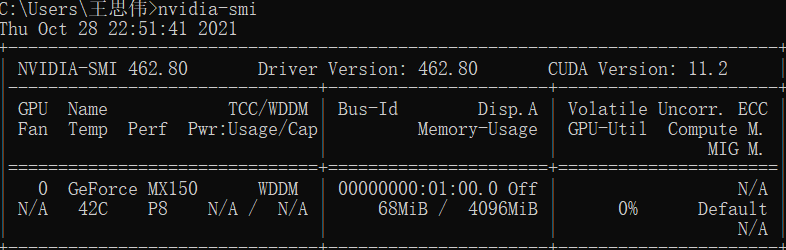 C:\Users\王思伟>nvidia-smi
Thu Oct 28 22:51:41 2021
NVIDIA-SMI 462.80 Driver Version: 462.80 CUDA Version: 11.2
GPU Name TCC/WDDM Bus-Id Disp.A Volatile Uncorr. ECC
Fan Temp Perf Pwr:Usage/Cap Memory-Usage GPU-Util Compute M.
MIG M.
0 GeForce MX150 WDDM 00000000:01:00.0 Off N/A
N/A 42C P8 N/A / N/A 68MiB / 4096MiB 0% Default
N/A